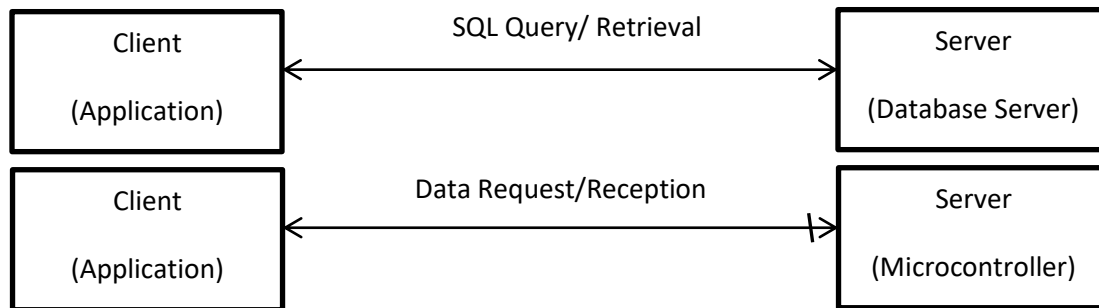 Client
(Application)
SQL Query/ Retrieval
Server
(Database Server)
Client
(Application)
Data Request/Reception
Server
(Microcontroller)